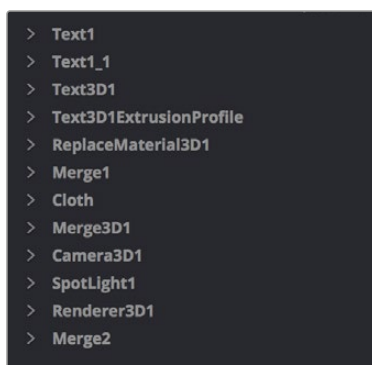 Text1
Text1_1
Text3D1
Text3D1ExtrusionProfile
ReplaceMaterial3D1
Merge1
Cloth
Merge3D1
Camera3D1
SpotLight1
Renderer3D1
Merge2